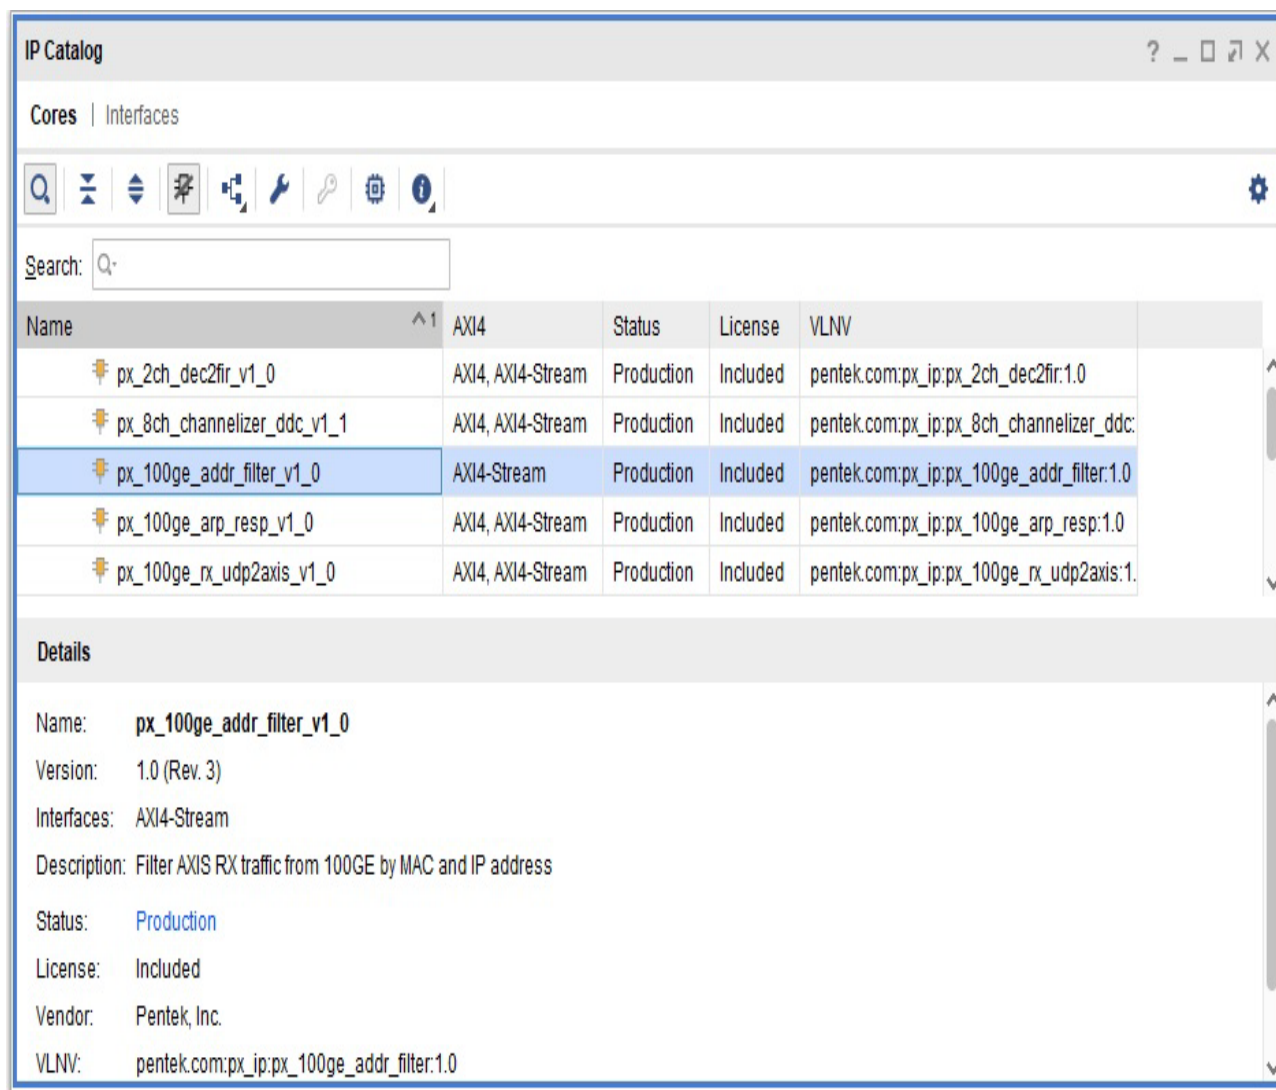 IP Catalog ? _
Cores | Interfaces
Search:
Name 1 AXI4 Status License VLNV
px_2ch_dec2fir_v1_0 AXI4, AXI4-Stream Production Included pentek.com:px_ip:px_2ch_dec2fir:1.0
px_8ch_channelizer_ddc_v1_1 AXI4, AXI4-Stream Production Included pentek.com:px_ip:px_8ch_channelizer_ddc:
px_100ge_addr_filter_v1_0 AXI4-Stream Production Included pentek.com:px_ip:px_100ge_addr_filter:1.0
px_100ge_arp_resp_v1_0 AXI4, AXI4-Stream Production Included pentek.com:px_ip:px_100ge_arp_resp:1.0
px_100ge_rx_udp2axis_v1_0 AXI4, AXI4-Stream Production Included pentek.com:px_ip:px_100ge_rx_udp2axis:1.
Details
Name: px_100ge_addr_filter_v1_0
Version: 1.0 (Rev. 3)
Interfaces: AXI4-Stream
Description: Filter AXIS RX traffic from 100GE by MAC and IP address
Status: Production
License: Included
Vendor: Pentek, Inc.
VLNV: pentek.com:px_ip:px_100ge_addr_filter:1.0